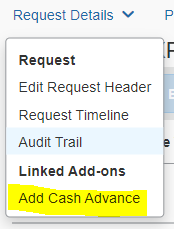 Request Details
Request
Edit Request Header
Request Timeline
Audit Trail
Linked Add-ons
Add Cash Advance